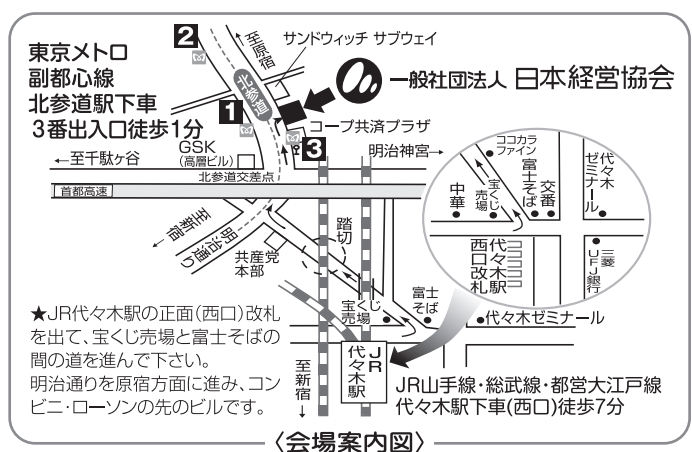 東京メトロ
副都心線
北参道駅下車
3番出入口徒歩1分
2
至原宿
サンドウィッチ サブウェイ
北参道
一般社団法人 日本経営協会
1
コープ共済プラザ
3
明治神宮→
←至千駄ヶ谷
GSK
(高層ビル)
北参道交差点
首都高速
至新宿
明治通り
共産党
本部
踏切
宝くじ
売場
富士
そば
●代々木ゼミナール
ココカラ
ファイン
中華
宝くじ
売場
富士そば
交番
代々木
ゼミナール
代々木駅
西口改札
三菱
UFJ銀行
★JR代々木駅の正面(西口)改札
を出て、宝くじ売場と富士そばの
間の道を進んで下さい。
明治通りを原宿方面に進み、コン
ビニ・ローソンの先のビルです。
至新宿↓
JR
代々木駅
JR山手線・総武線・都営大江戸線
代々木駅下車(西口)徒歩7分
〈会場案内図〉